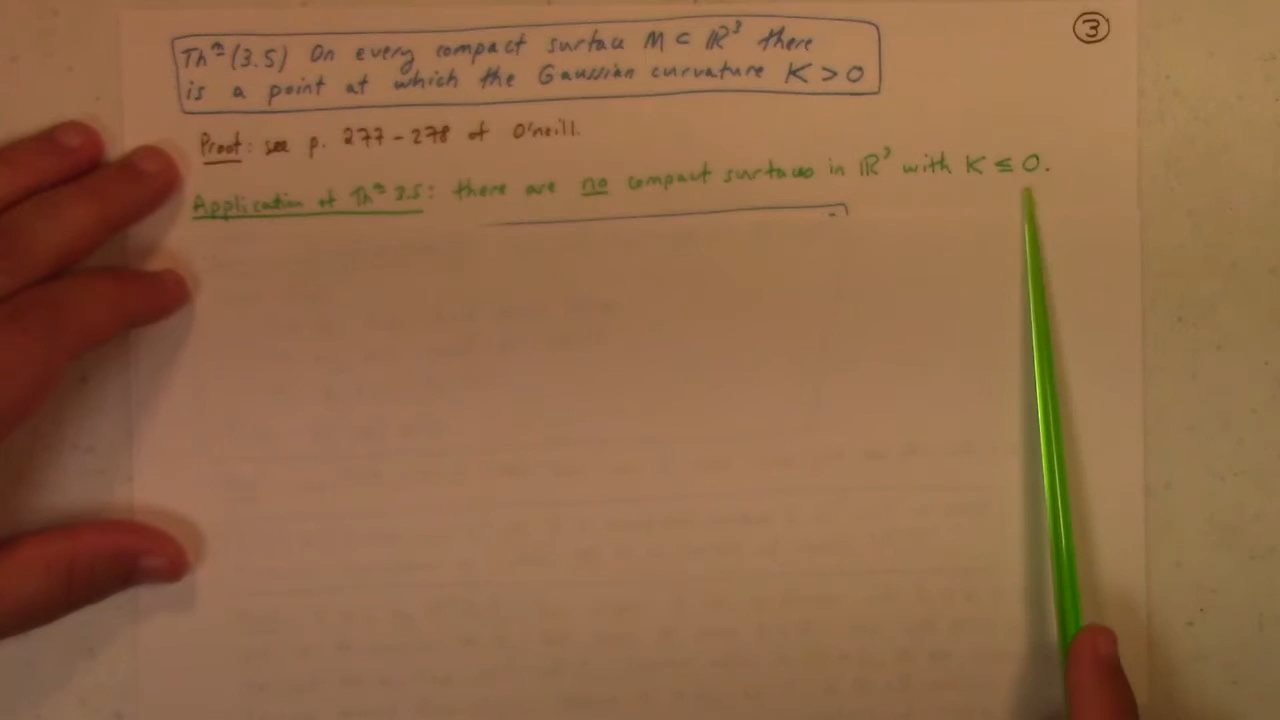 ③
Thᵐ (3.5) On every compact surface M ⊂ ℝ³ there
is a point at which the Gaussian curvature K > 0
Proof: see p. 277-278 of O'neill.
Application of Thᵐ 3.5: there are no compact surfaces in ℝ³ with K ≤ 0.